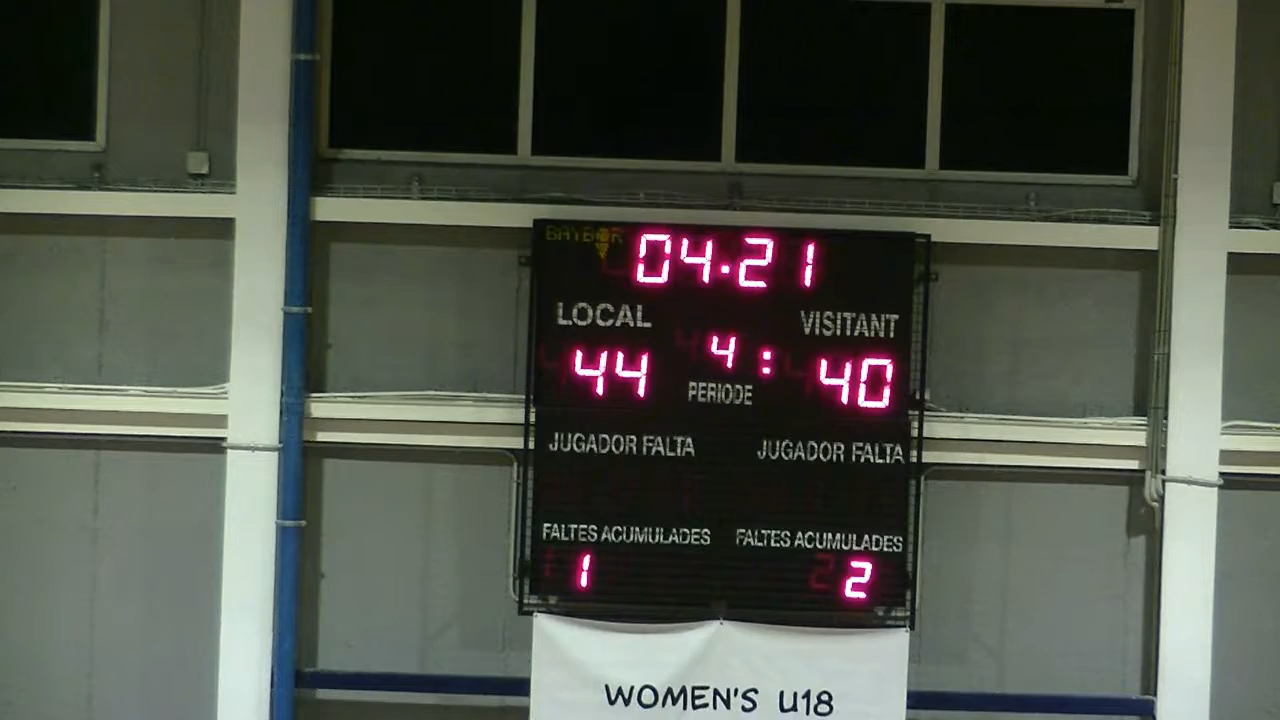 BAYBOR
04.21
LOCAL VISITANT
44 4 : 40
PERIODE
JUGADOR FALTA JUGADOR FALTA
FALTES ACUMULADES FALTES ACUMULADES
1 2
WOMEN'S U18